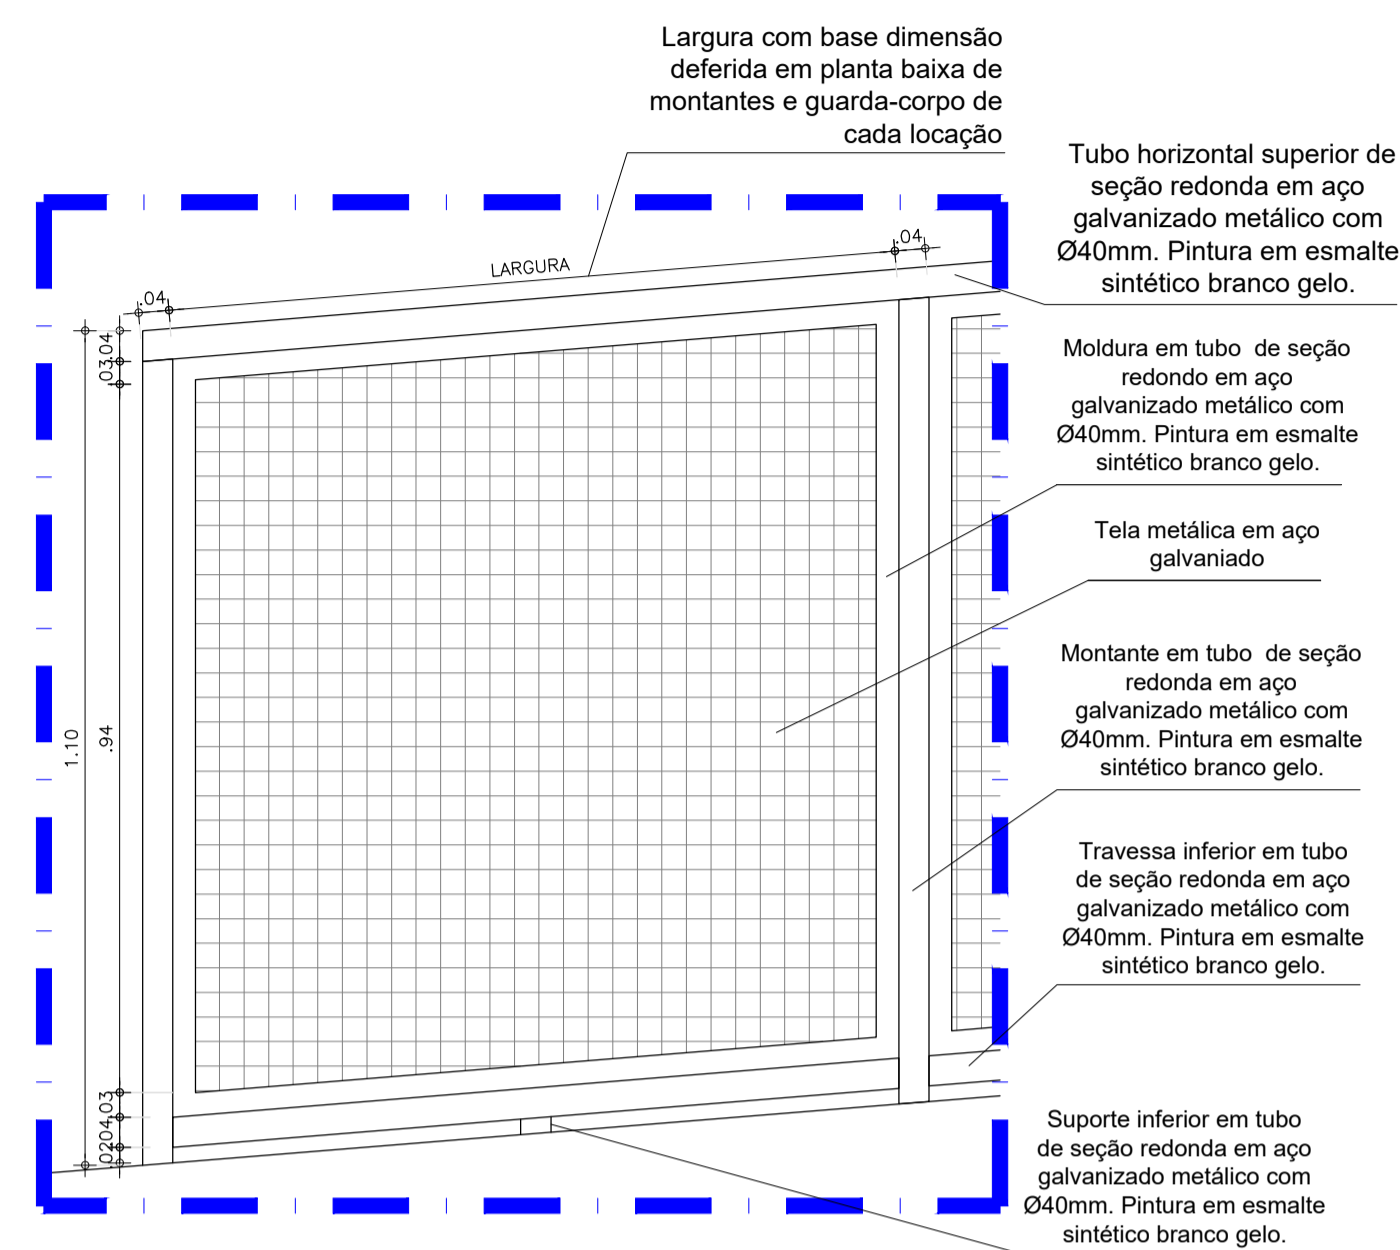 Largura com base dimensão
deferida em planta baixa de
montantes e guarda-corpo de
cada locação
Tubo horizontal superior de
seção redonda em aço
galvanizado metálico com
Ø40mm. Pintura em esmalte
sintético branco gelo.
.04
LARGURA
.04
.04
.03
Moldura em tubo de seção
redondo em aço
galvanizado metálico com
Ø40mm. Pintura em esmalte
sintético branco gelo.
Tela metálica em aço
galvaniado
1.10
.94
Montante em tubo de seção
redonda em aço
galvanizado metálico com
Ø40mm. Pintura em esmalte
sintético branco gelo.
Travessa inferior em tubo
de seção redonda em aço
galvanizado metálico com
Ø40mm. Pintura em esmalte
sintético branco gelo.
.03
.04
.02
Suporte inferior em tubo
de seção redonda em aço
galvanizado metálico com
Ø40mm. Pintura em esmalte
sintético branco gelo.